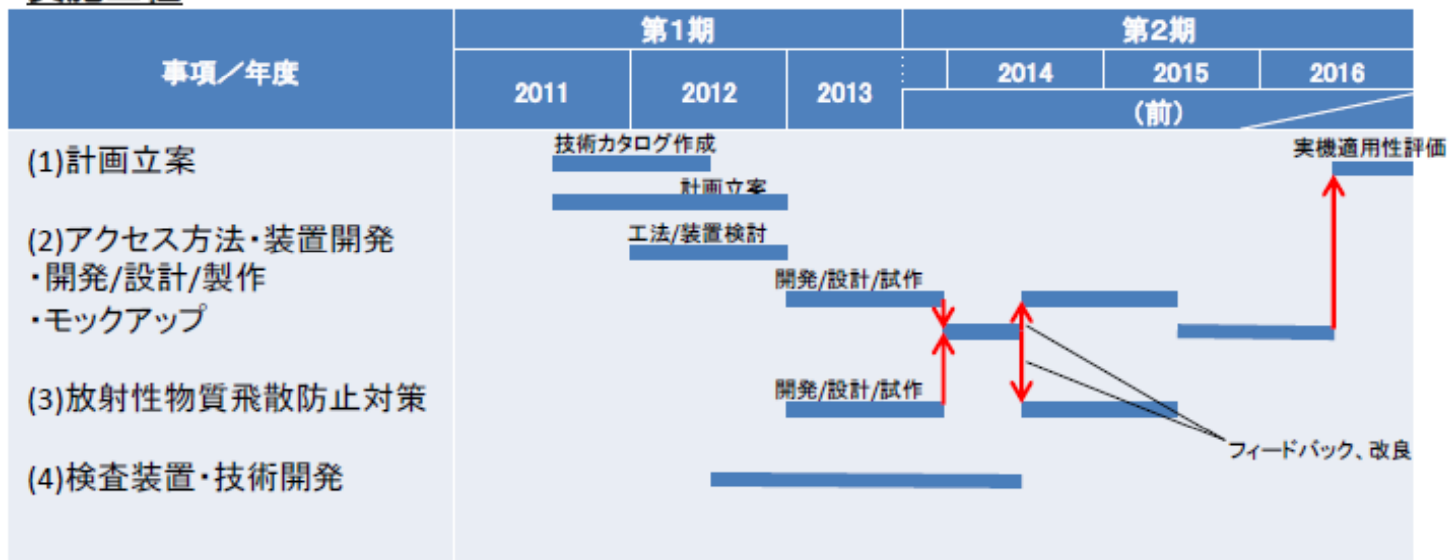 事項／年度
第1期
第2期
2011
2012
2013
2014
2015
2016
(前)
(1)計画立案
技術カタログ作成
実機適用性評価
計画立案
(2)アクセス方法・装置開発
工法/装置検討
・開発/設計/製作
開発/設計/試作
・モックアップ
(3)放射性物質飛散防止対策
開発/設計/試作
フィードバック、改良
(4)検査装置・技術開発